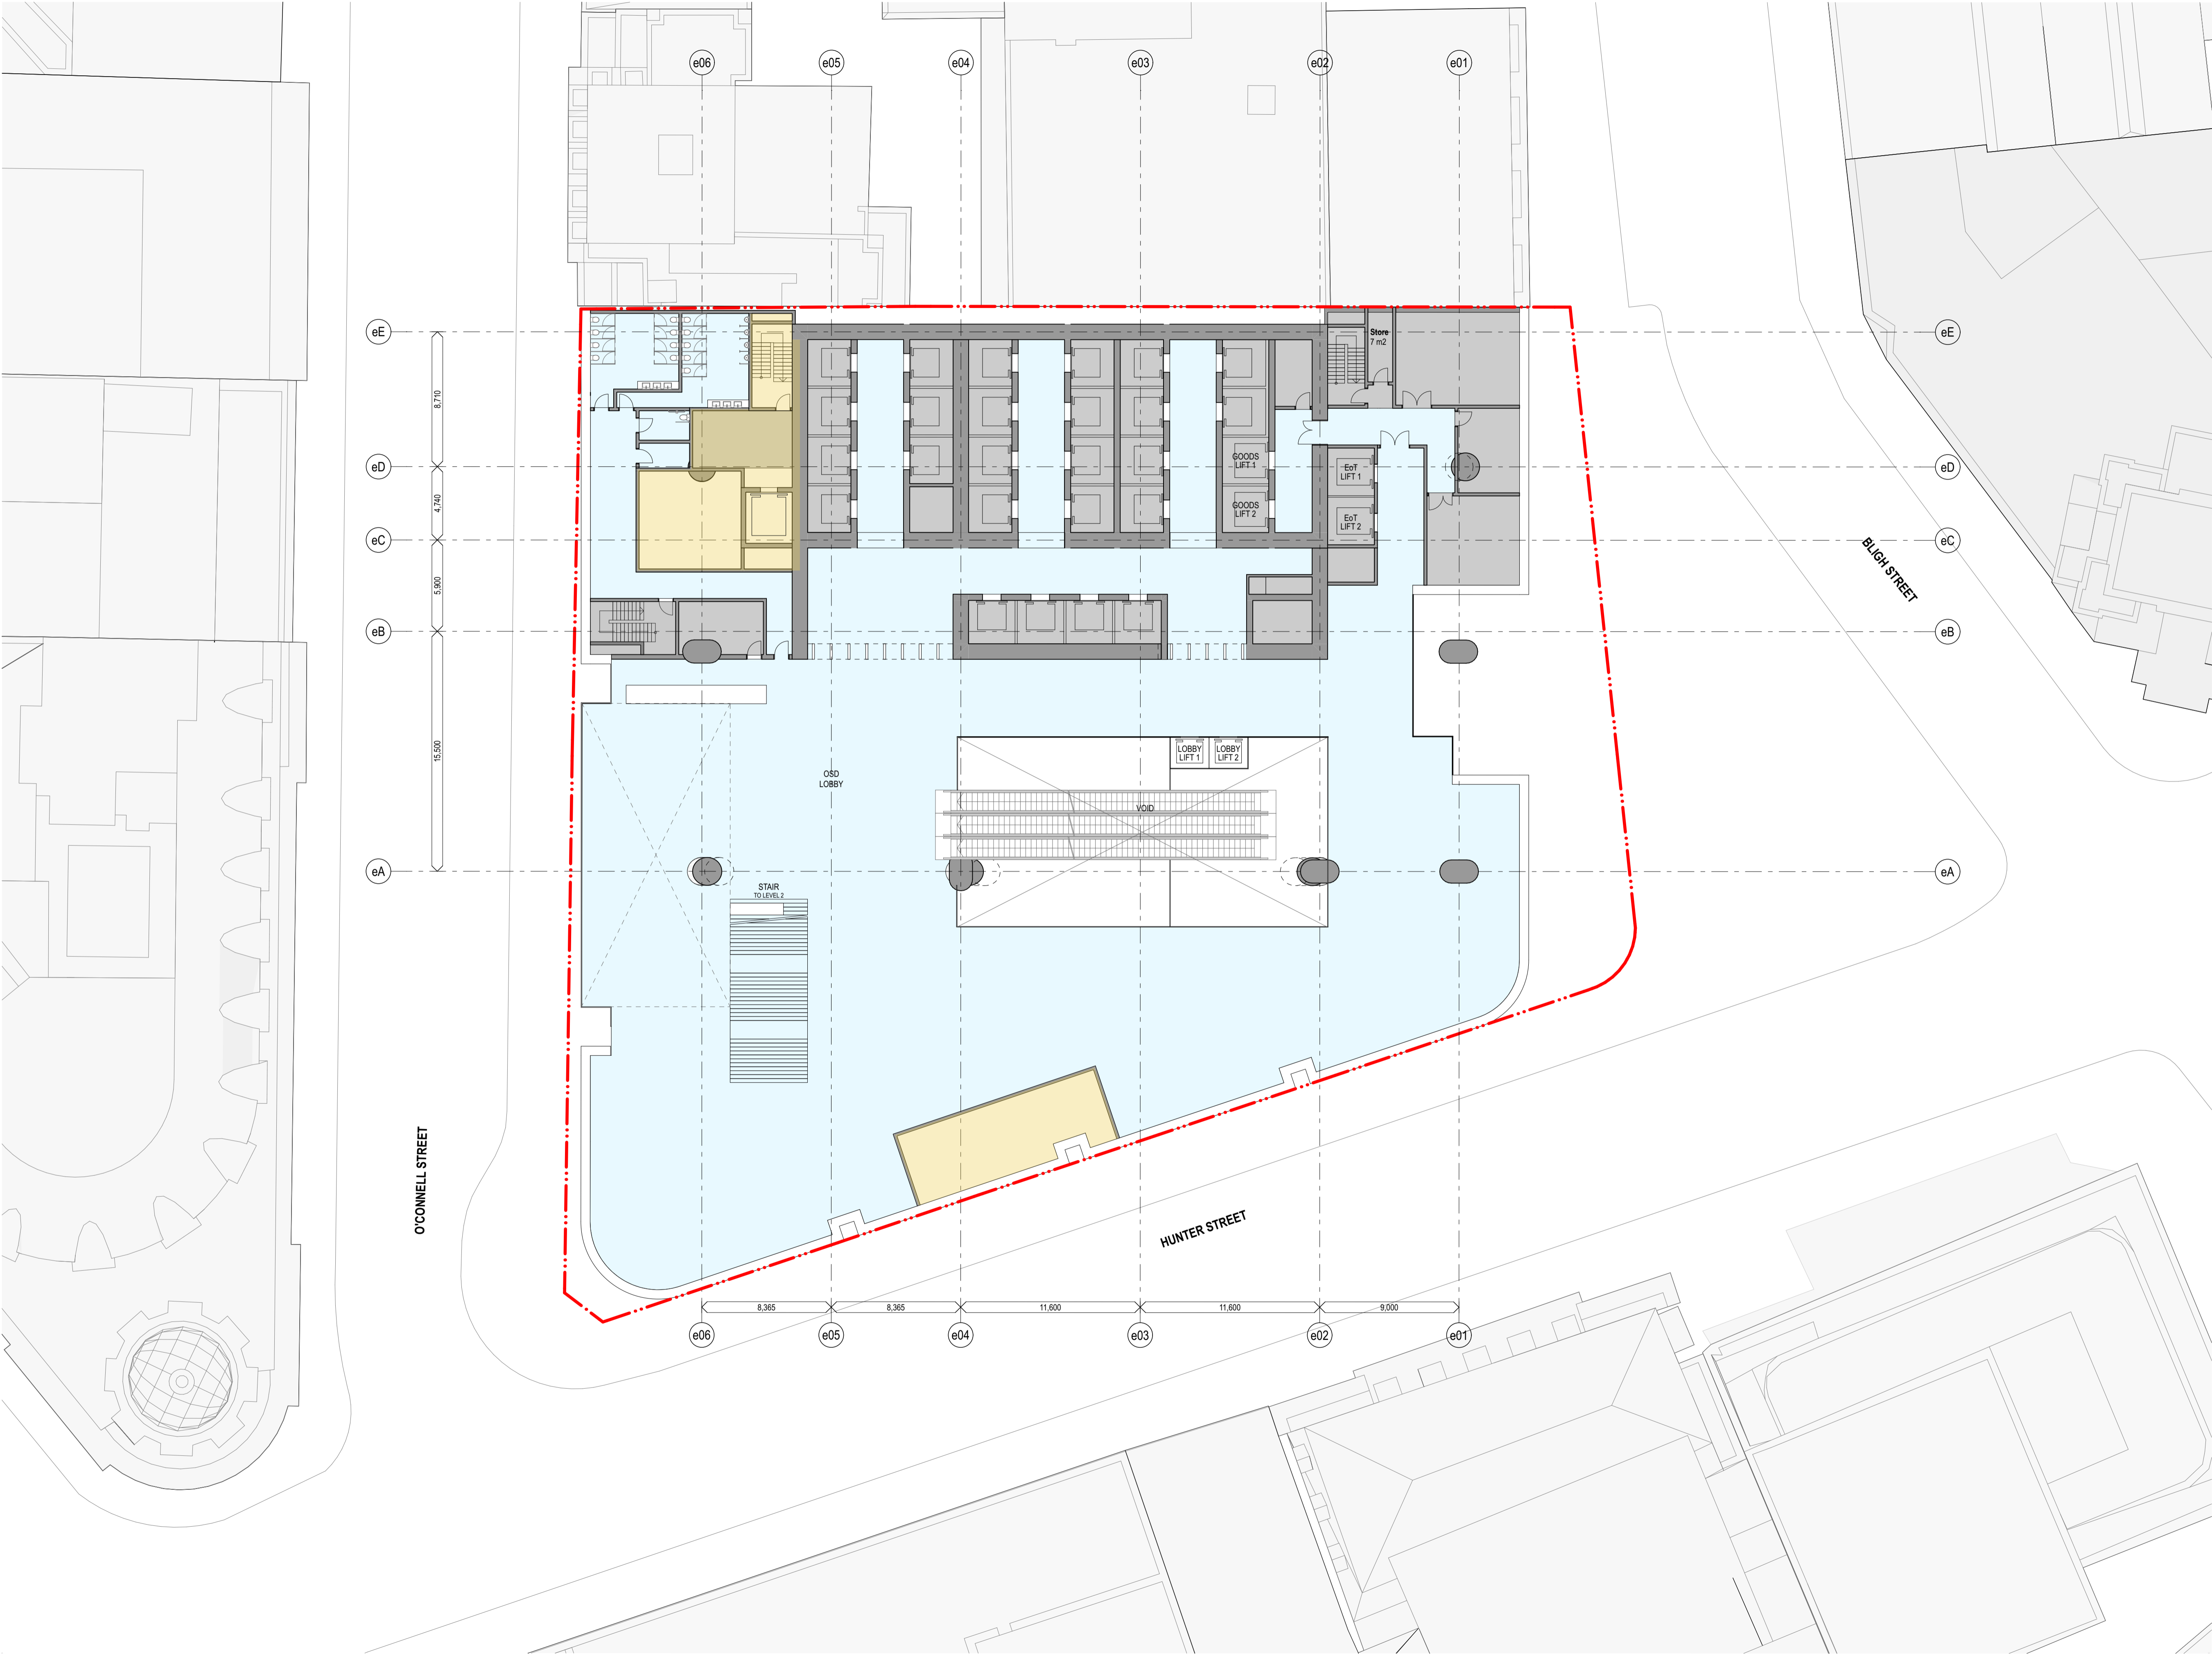 e06
e05
e04
e03
e02
e01
eE
Store
7 m2
eE
8,710
GOODS
LIFT 1
EoT
LIFT 1
eD
eD
4,740
GOODS
LIFT 2
EoT
LIFT 2
eC
eC
BLIGH STREET
5,900
eB
eB
15,500
LOBBY
LIFT 1
LOBBY
LIFT 2
OSD
LOBBY
VOID
eA
eA
STAIR
TO LEVEL 2
O'CONNELL STREET
HUNTER STREET
8,365
8,365
11,600
11,600
9,000
e06
e05
e04
e03
e02
e01